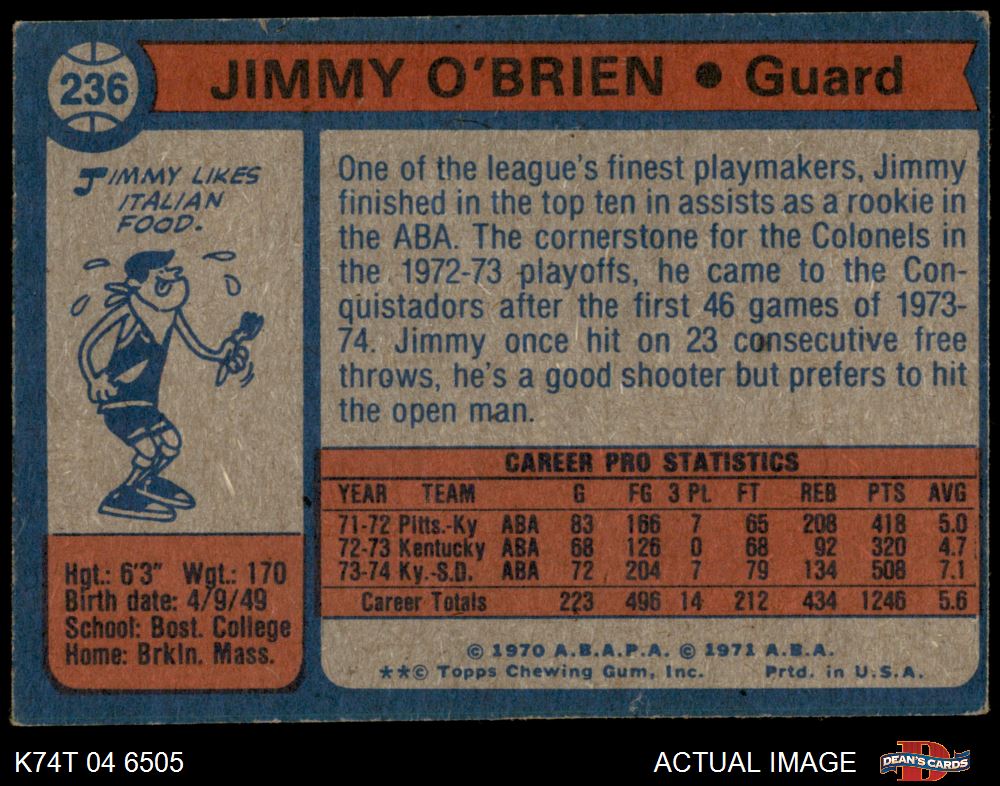 236
JIMMY O'BRIEN • Guard
JIMMY LIKES
ITALIAN
FOOD.
One of the league's finest playmakers, Jimmy
finished in the top ten in assists as a rookie in
the ABA. The cornerstone for the Colonels in
the 1972-73 playoffs, he came to the Con-
quistadors after the first 46 games of 1973-
74. Jimmy once hit on 23 consecutive free
throws, he's a good shooter but prefers to hit
the open man.
CAREER PRO STATISTICS
YEAR TEAM G FG 3 PL FT REB PTS AVG
71-72 Pitts.-Ky ABA 83 166 7 65 208 418 5.0
72-73 Kentucky ABA 68 126 0 68 92 320 4.7
73-74 Ky.-S.D. ABA 72 204 7 79 134 508 7.1
Career Totals 223 496 14 212 434 1246 5.6
Hgt.: 6'3" Wgt.: 170
Birth date: 4/9/49
School: Bost. College
Home: Brkln. Mass.
© 1970 A.B.A.P.A. © 1971 A.B.A.
**© Topps Chewing Gum, Inc. Prtd. in U.S.A.
K74T 04 6505
ACTUAL IMAGE
D
DEAN'S CARDS